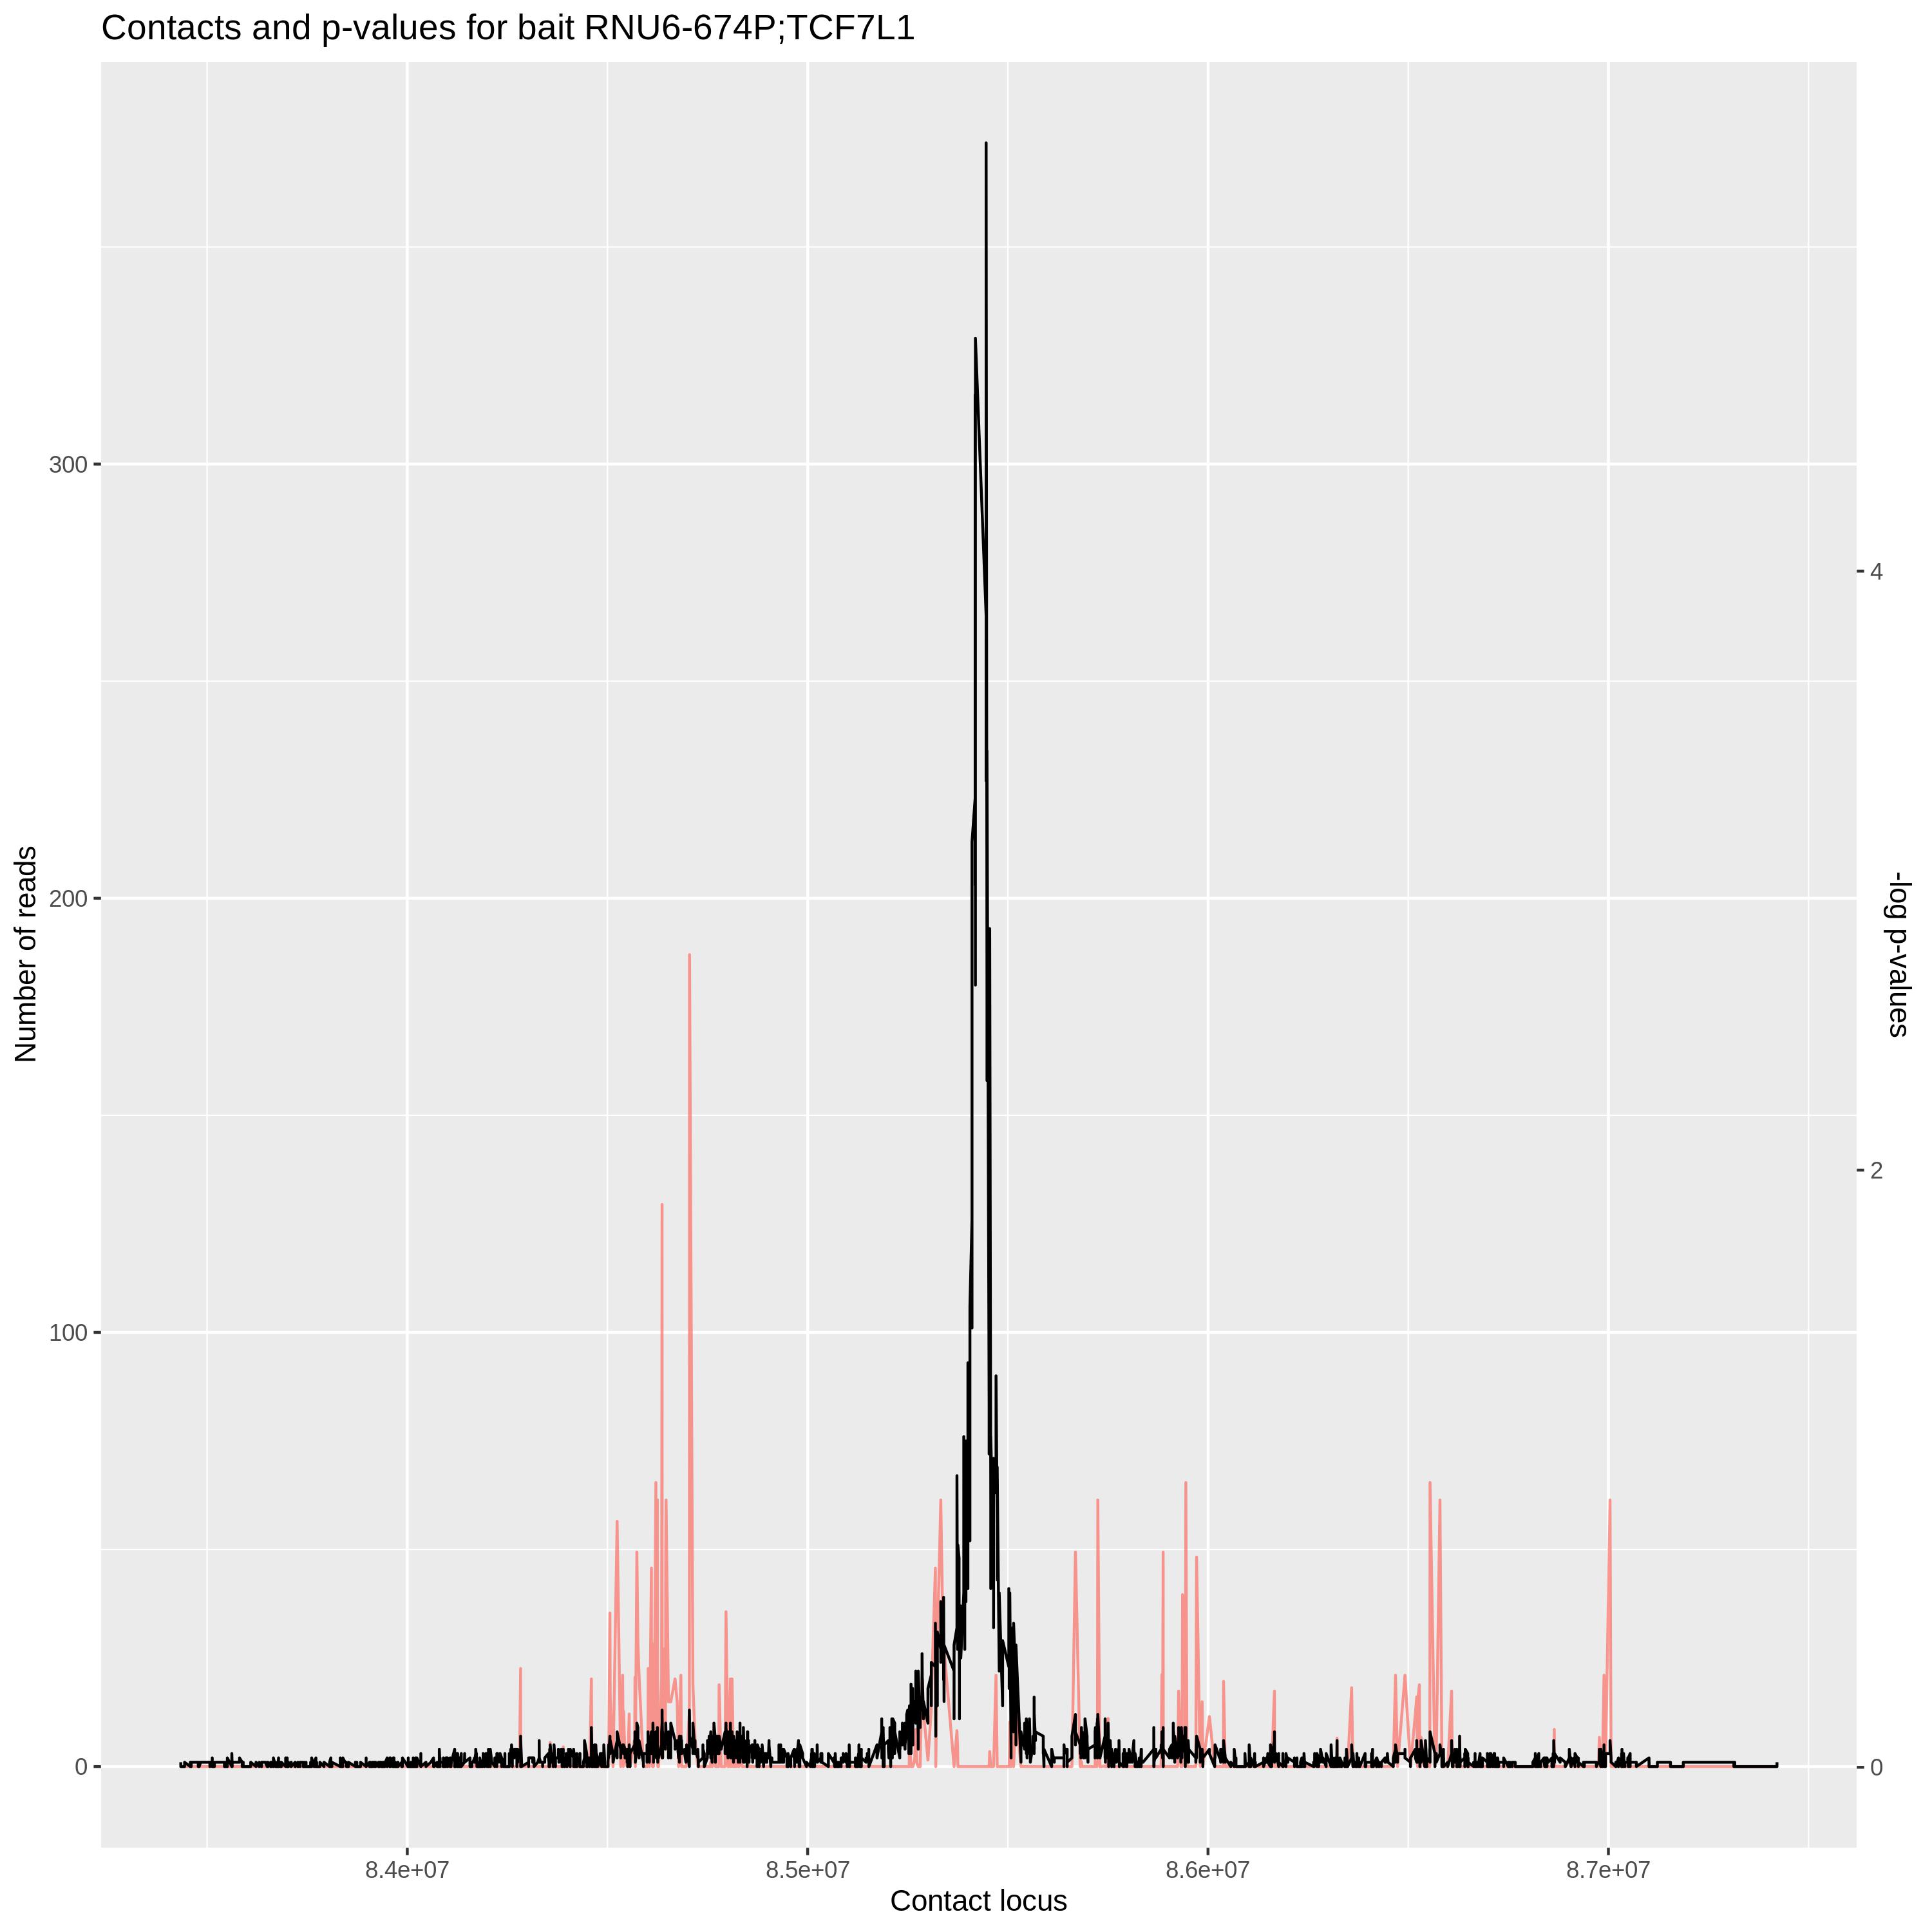 Contacts and p-values for bait RNU6-674P;TCF7L1
Number of reads
300
200
100
0
4
2
0
-log p-values
8.4e+07 8.5e+07 8.6e+07 8.7e+07
Contact locus